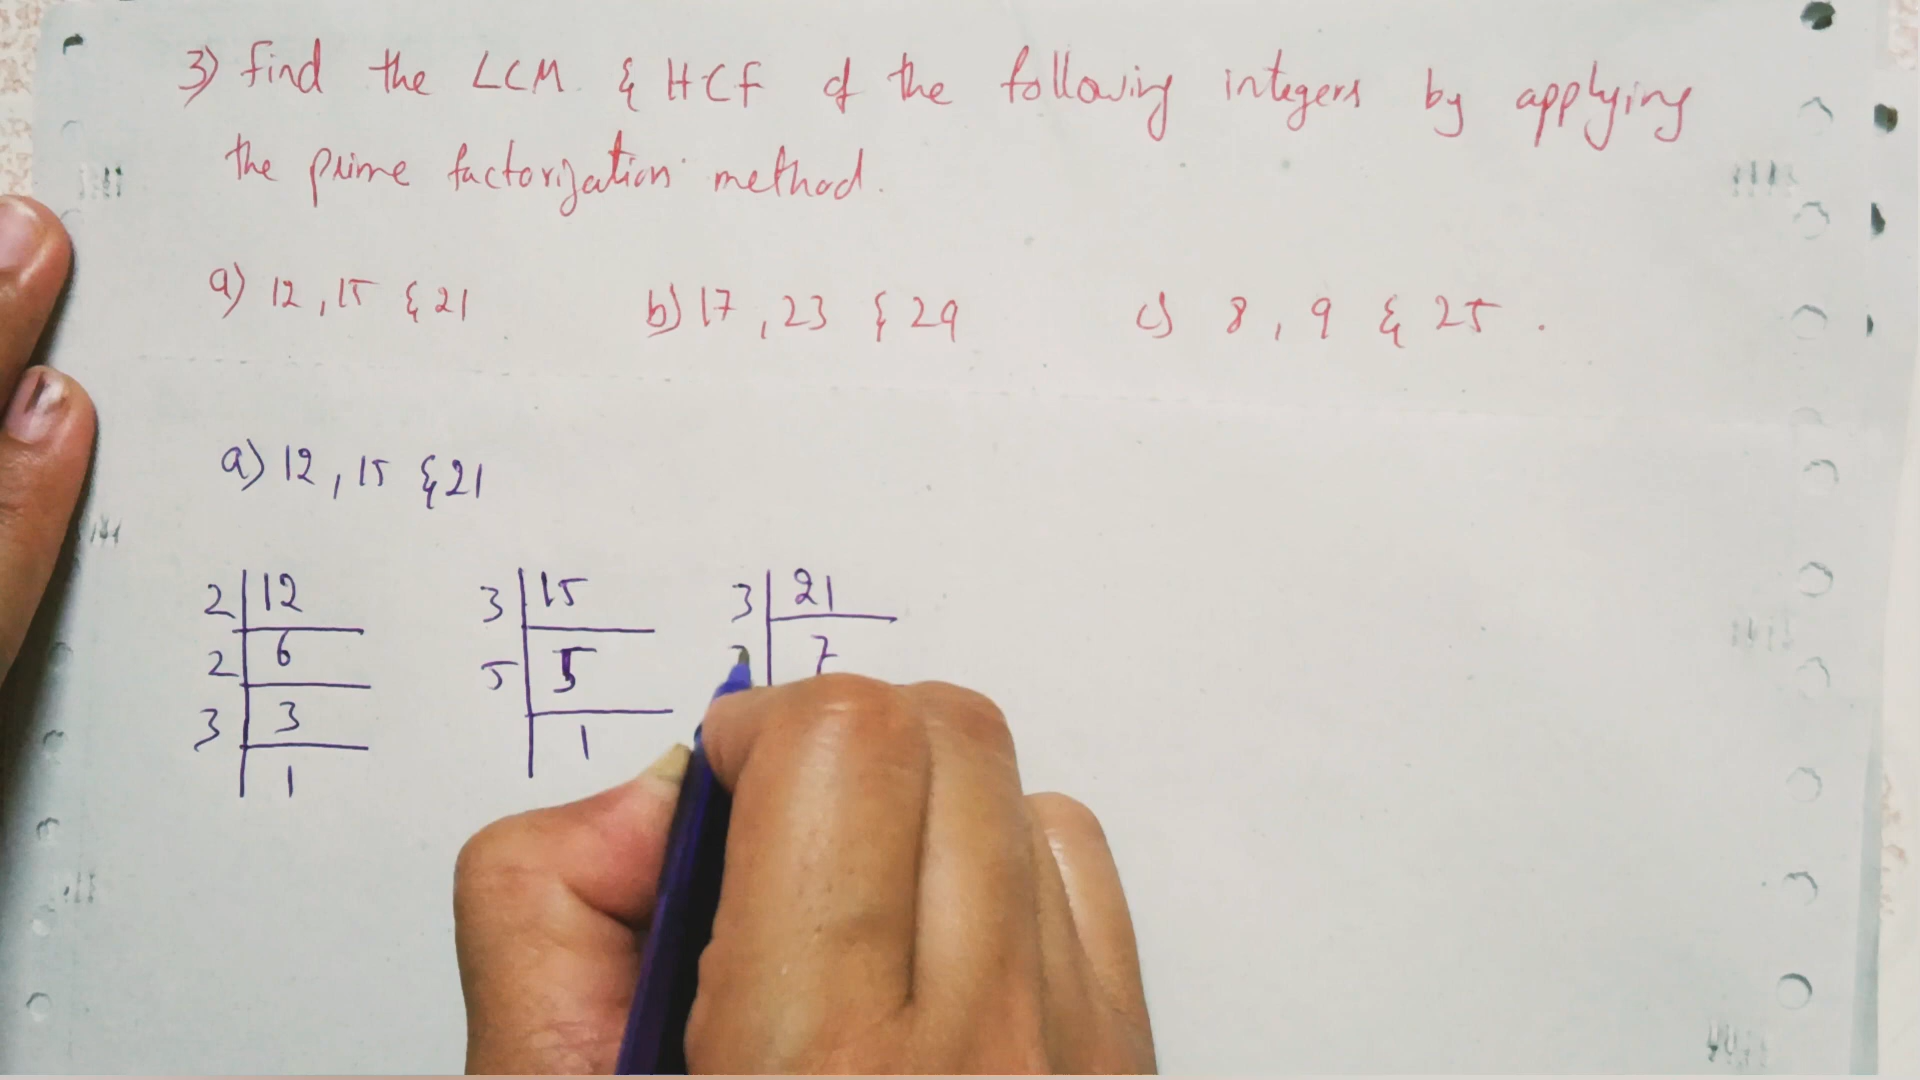 3) find the LCM & HCF of the following integers by applying
the prime factorization method.
a) 12, 15 & 21 b) 17, 23 & 29 c) 8, 9 & 25.
a) 12, 15 & 21
2 12 3 15 3 21
2 6 5 5 7
3 3 1
1